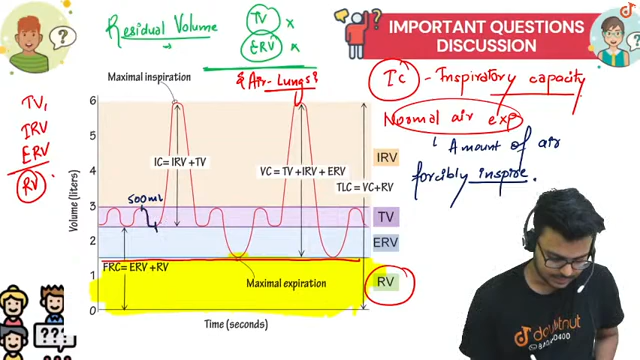 IMPORTANT QUESTIONS
DISCUSSION
Residual Volume
TV x
ERV x
{ Air-Lungs}
TV,
IRV
ERV
RV
IC - Inspiratory capacity
Normal air exp
Amount of air
forcibly inspire.
Maximal inspiration
500ml
IC= IRV+TV
VC= TV+IRV+ERV
TLC= VC+RV
FRC= ERV+RV
Maximal expiration
IRV
TV
ERV
RV
Volume (liters)
6
5
4
3
2
1
0
Time (seconds)
doubtnut
???